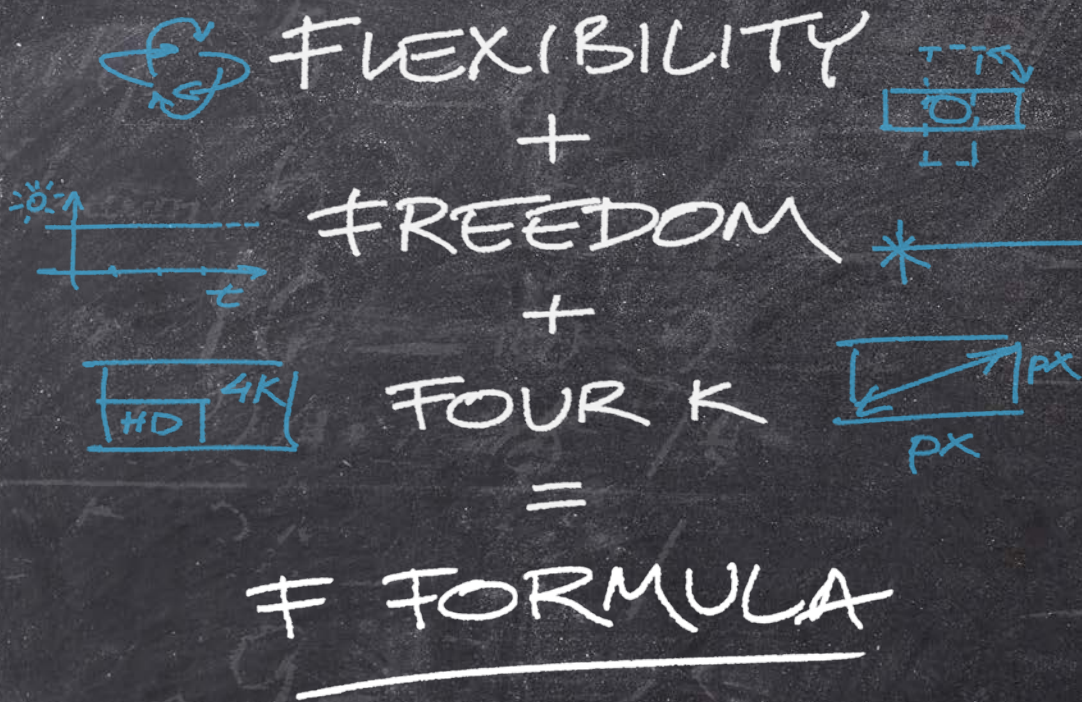 FLEXIBILITY
+
FREEDOM
t
+
4K
HD
FOUR K
px
px
=
F FORMULA